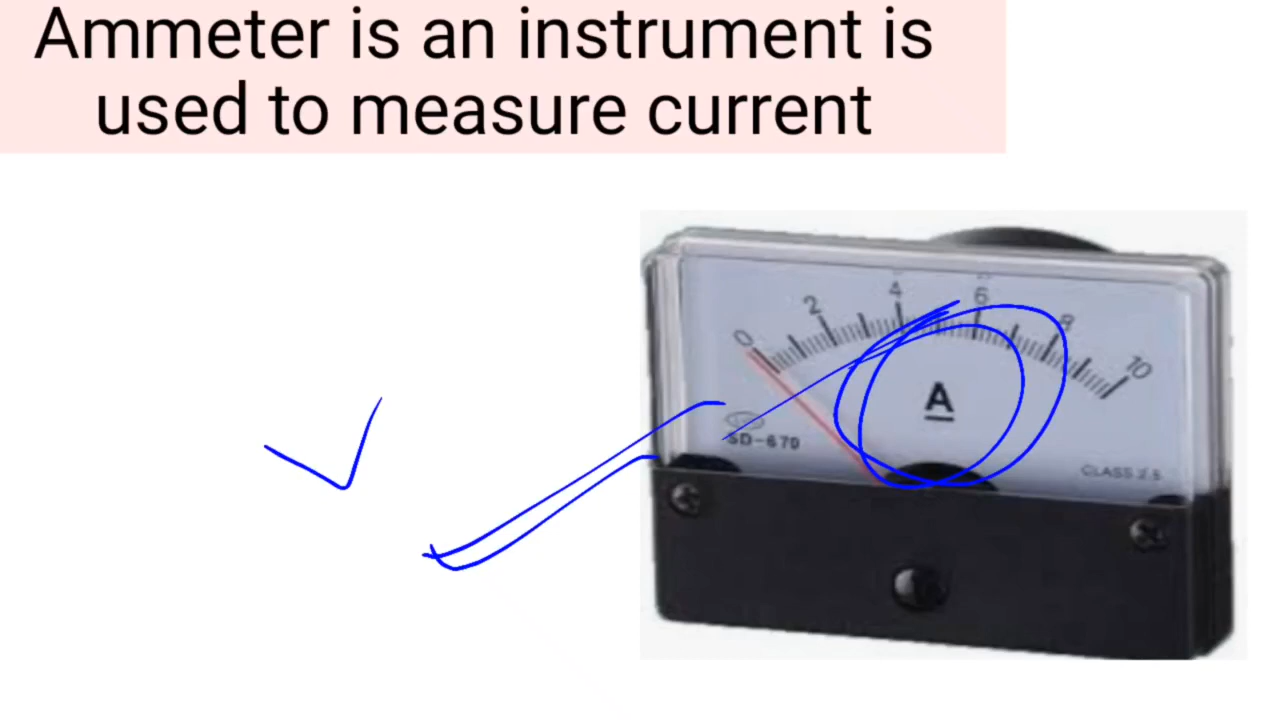 Ammeter is an instrument is
used to measure current
0 2 4 6 8 10
A
SD-670
CLASS 2.5